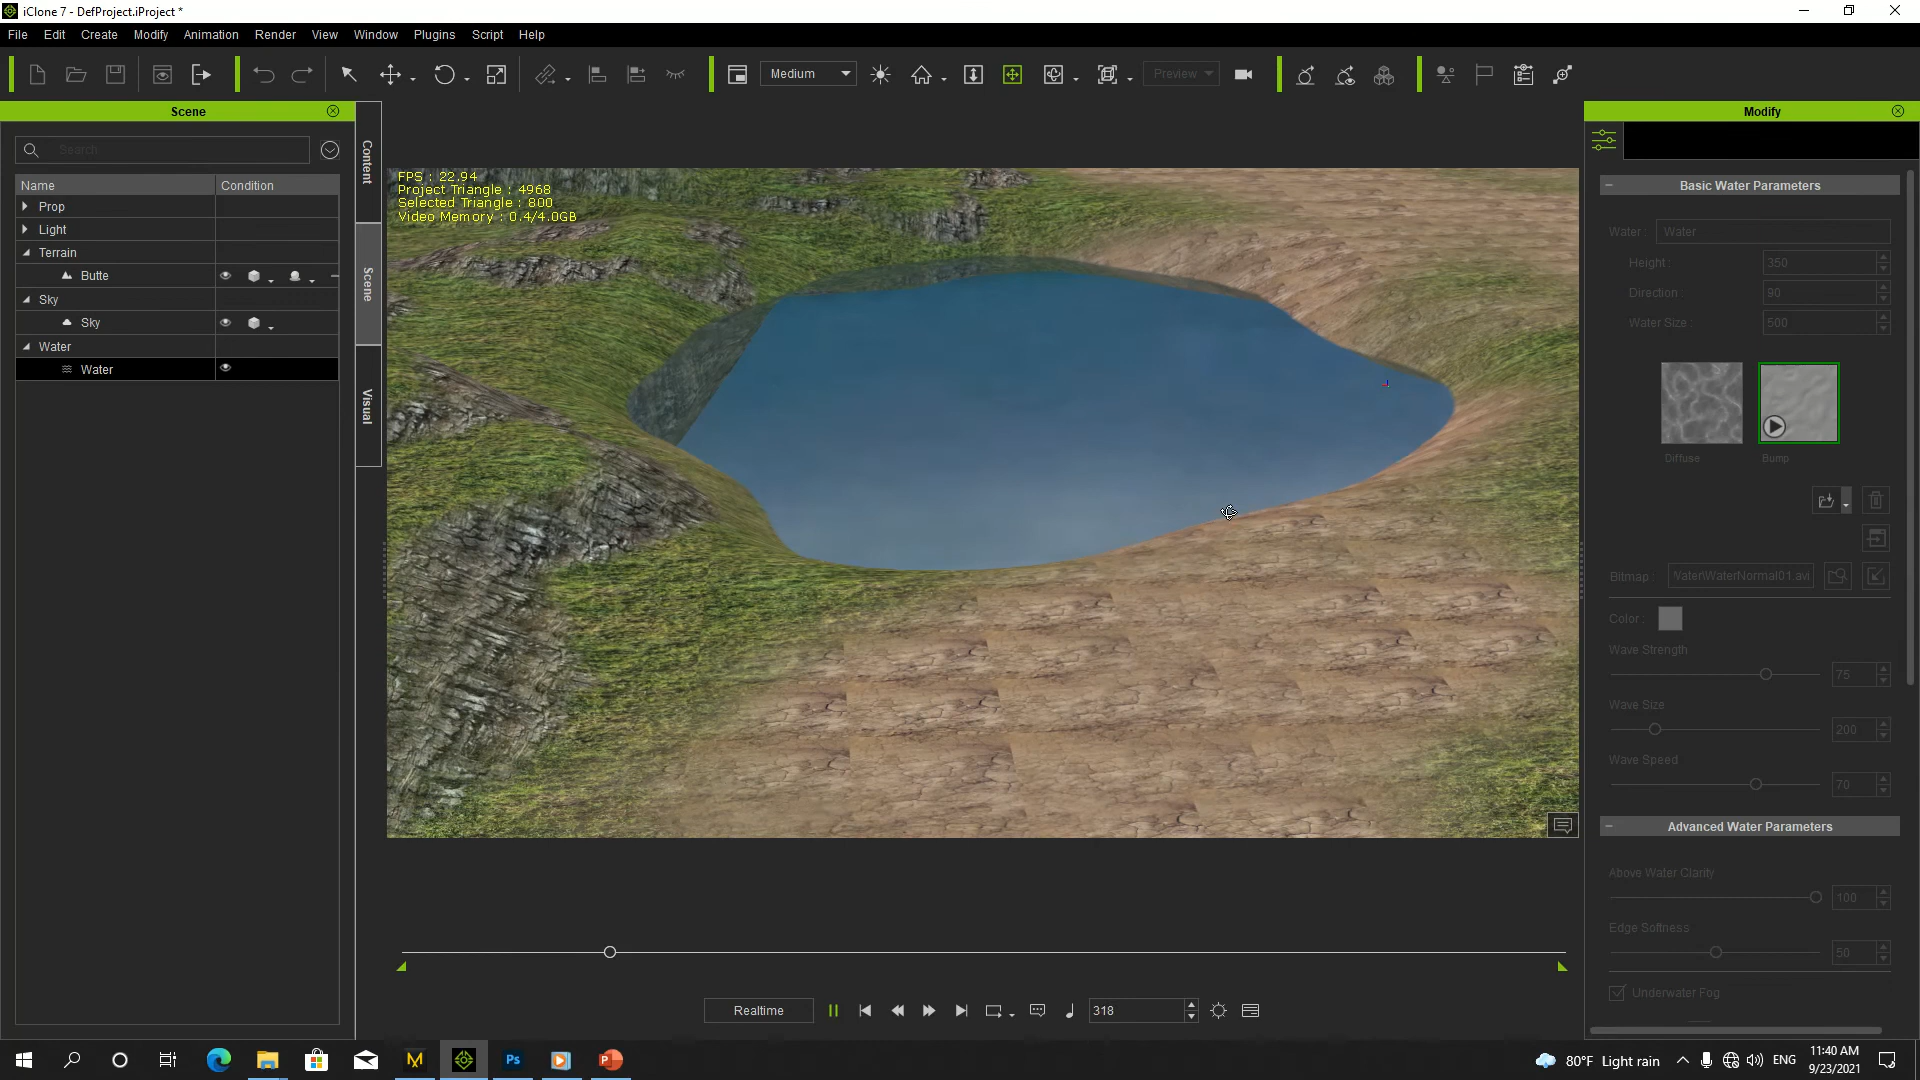 iClone 7 - DefProject.iProject *
File Edit Create Modify Animation Render View Window Plugins Script Help
Medium
Preview
Scene
Search
Name Condition
Prop
Light
Terrain
Butte
Sky
Sky
Water
Water
Content
Scene
Visual
FPS : 22.94
Project Triangle : 4968
Selected Triangle : 800
Video Memory : 0.4/4.0GB
Modify
Basic Water Parameters
Water : Water
Height : 350
Direction : 90
Water Size : 500
Diffuse Bump
Bitmap : Water\WaterNormal01.avi
Color :
Wave Strength
75
Wave Size
200
Wave Speed
70
Advanced Water Parameters
Above Water Clarity
100
Edge Softness
50
Underwater Fog
Realtime 318
Ps
80°F Light rain ENG
11:40 AM
9/23/2021